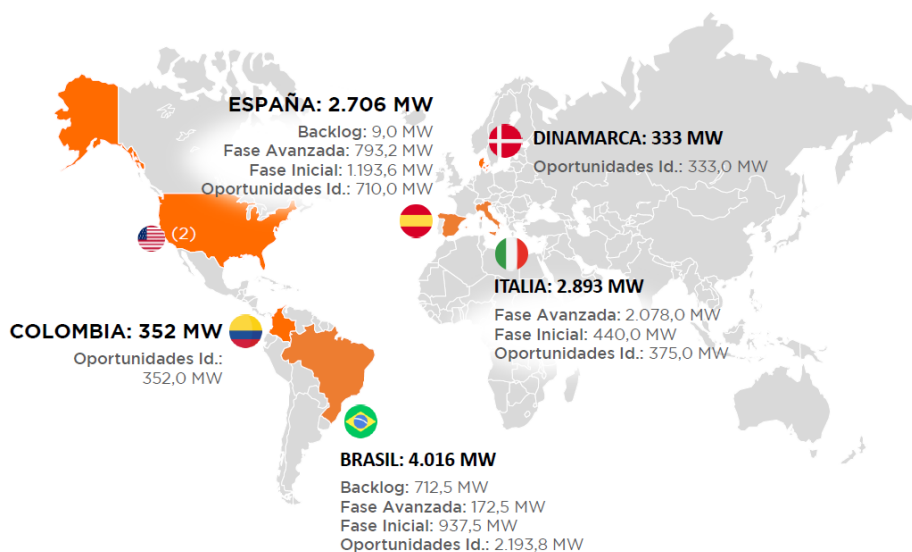 ESPAÑA: 2.706 MW
Backlog: 9,0 MW
Fase Avanzada: 793,2 MW
Fase Inicial: 1.193,6 MW
Oportunidades Id.: 710,0 MW
DINAMARCA: 333 MW
Oportunidades Id.: 333,0 MW
(2)
ITALIA: 2.893 MW
Fase Avanzada: 2.078,0 MW
Fase Inicial: 440,0 MW
Oportunidades Id.: 375,0 MW
COLOMBIA: 352 MW
Oportunidades Id.:
352,0 MW
BRASIL: 4.016 MW
Backlog: 712,5 MW
Fase Avanzada: 172,5 MW
Fase Inicial: 937,5 MW
Oportunidades Id.: 2.193,8 MW